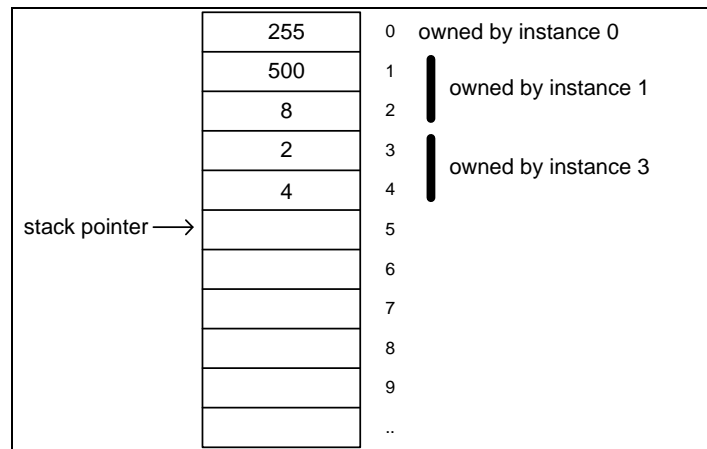 255 0 owned by instance 0
500 1
owned by instance 1
8 2
2 3
owned by instance 3
4 4
stack pointer 5
6
7
8
9
..